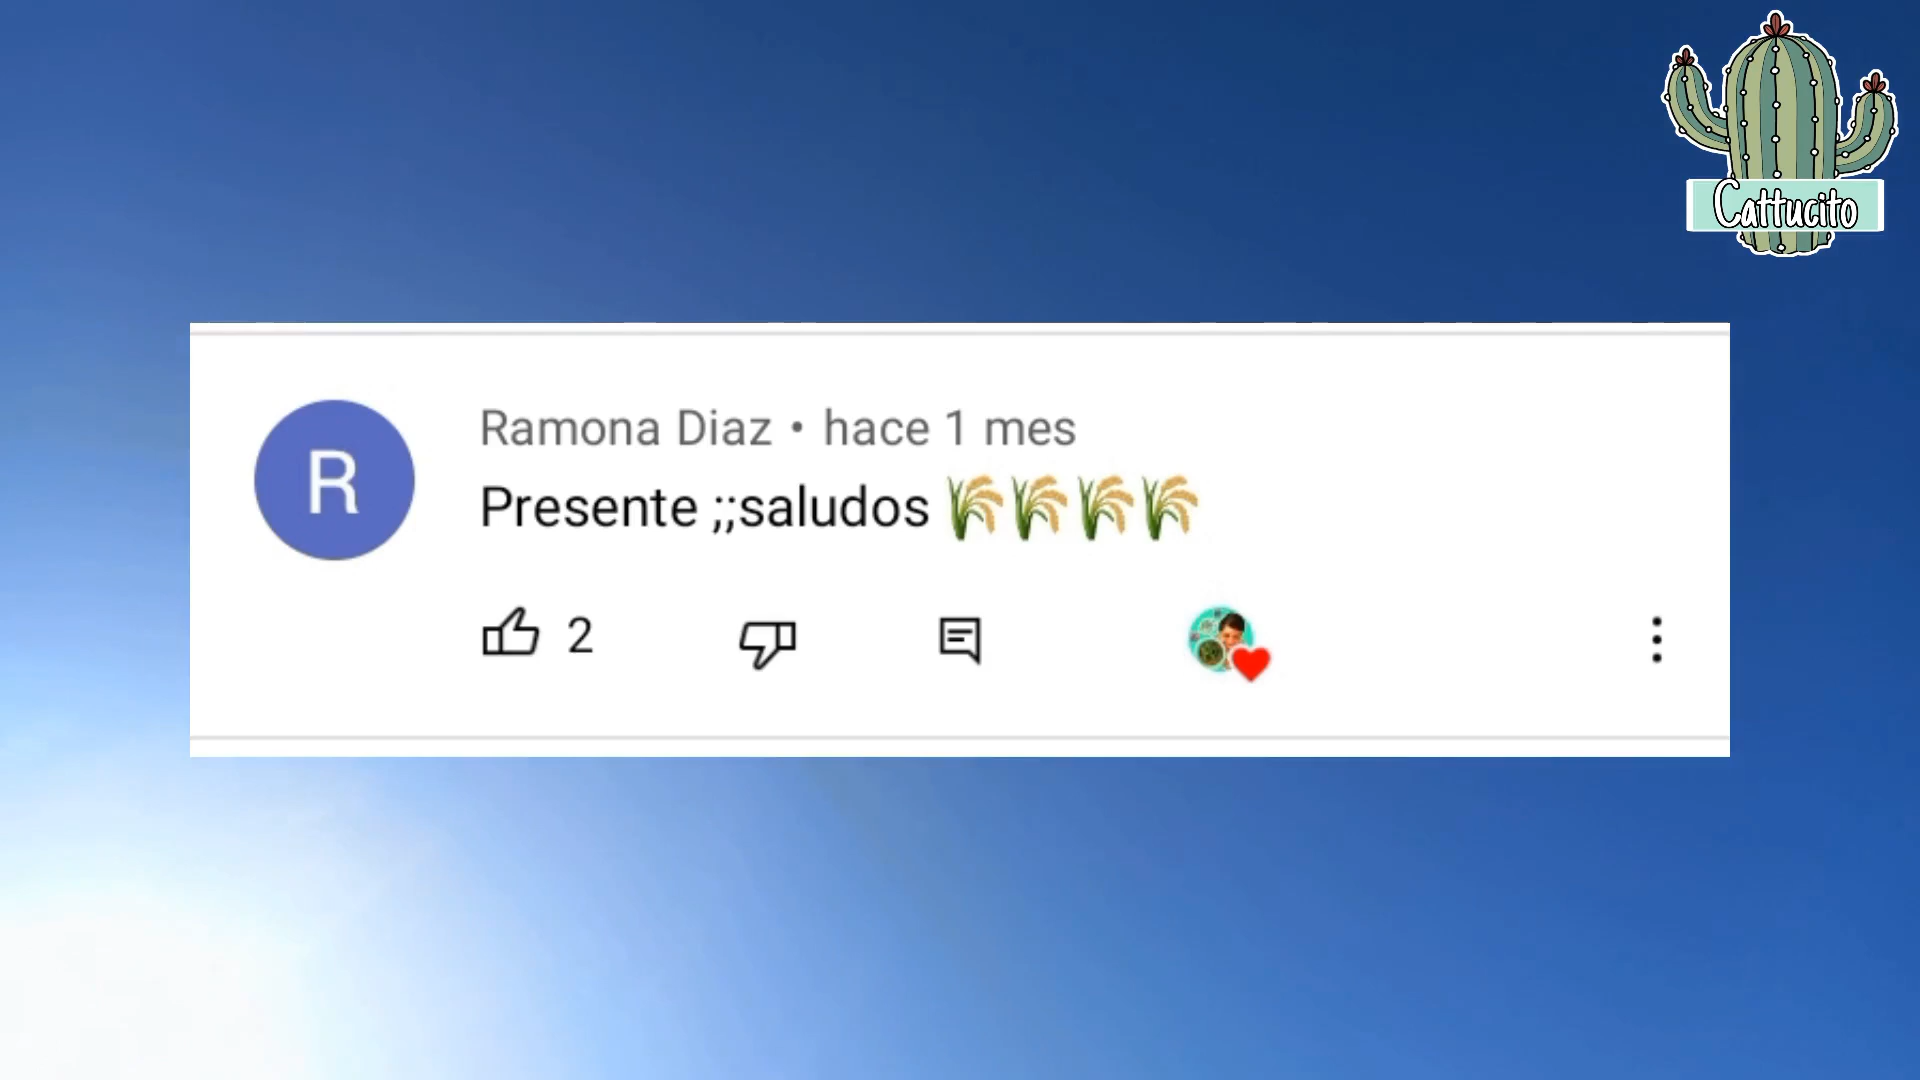 Cattucito
R
Ramona Diaz • hace 1 mes
Presente ;;saludos 🌾🌾🌾🌾
2